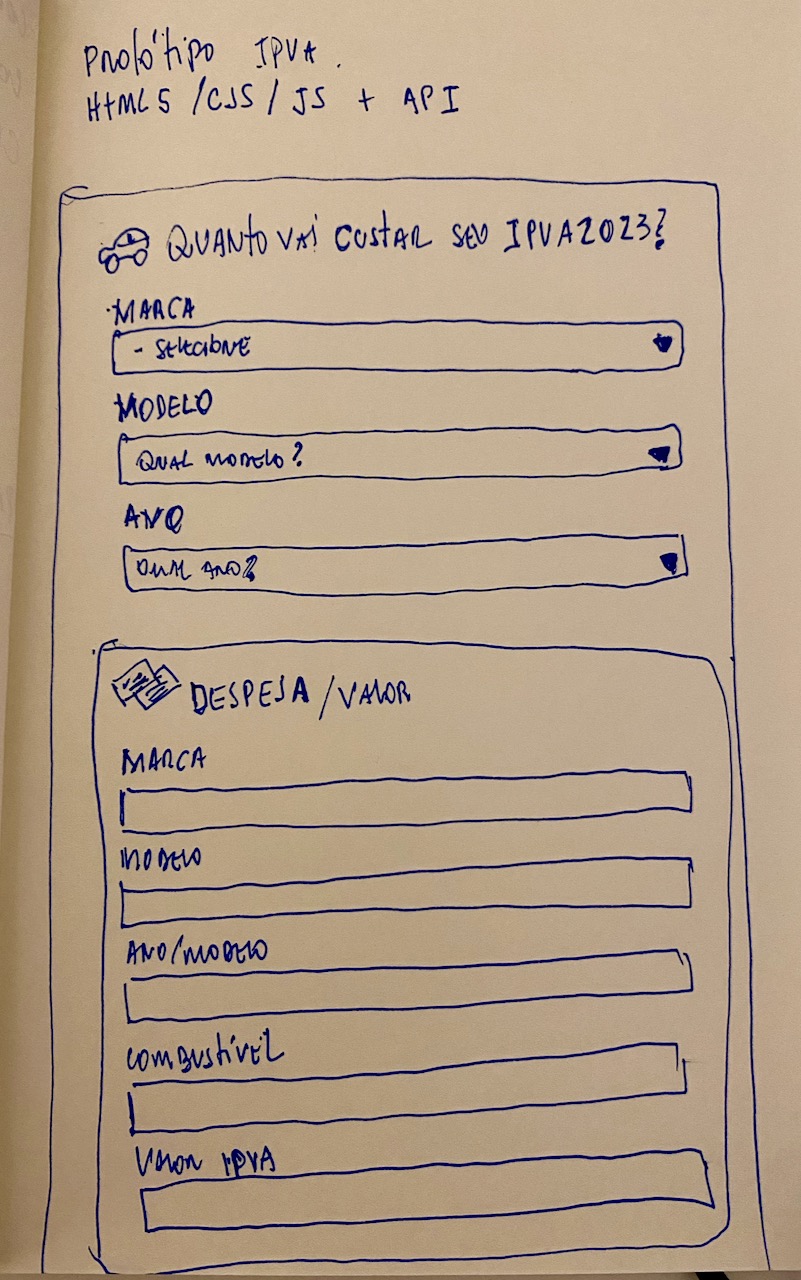 Protótipo IPVA.
HTML5 /CSS / JS + API
QUANTO VAI CUSTAR SEU IPVA2023?
MARCA
- SELECIONE
MODELO
QUAL MODELO?
ANO
QUAL ANO?
DESPESA /VALOR
MARCA
MODELO
ANO/MODELO
COMBUSTÍVEL
VALOR IPVA